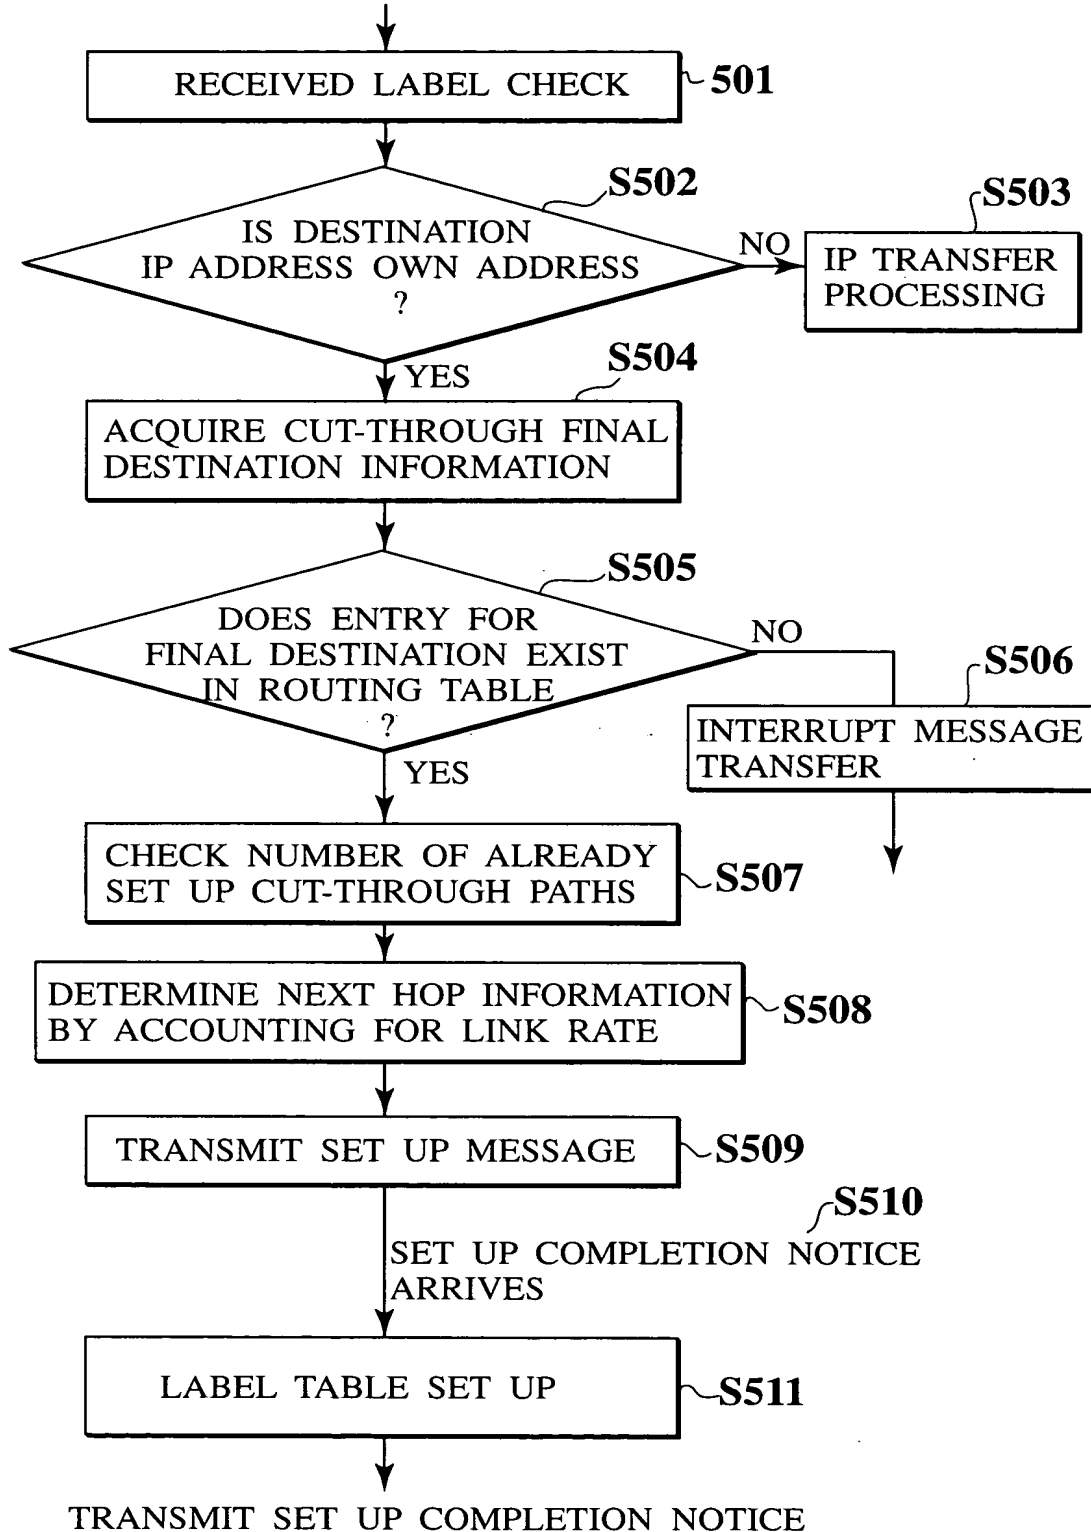 RECEIVED LABEL CHECK
501
S502
IS DESTINATION
IP ADDRESS OWN ADDRESS
?
NO
S503
IP TRANSFER
PROCESSING
YES
S504
ACQUIRE CUT-THROUGH FINAL
DESTINATION INFORMATION
S505
DOES ENTRY FOR
FINAL DESTINATION EXIST
IN ROUTING TABLE
?
NO
S506
INTERRUPT MESSAGE
TRANSFER
YES
CHECK NUMBER OF ALREADY
SET UP CUT-THROUGH PATHS
S507
DETERMINE NEXT HOP INFORMATION
BY ACCOUNTING FOR LINK RATE
S508
TRANSMIT SET UP MESSAGE
S509
S510
SET UP COMPLETION NOTICE
ARRIVES
LABEL TABLE SET UP
S511
TRANSMIT SET UP COMPLETION NOTICE